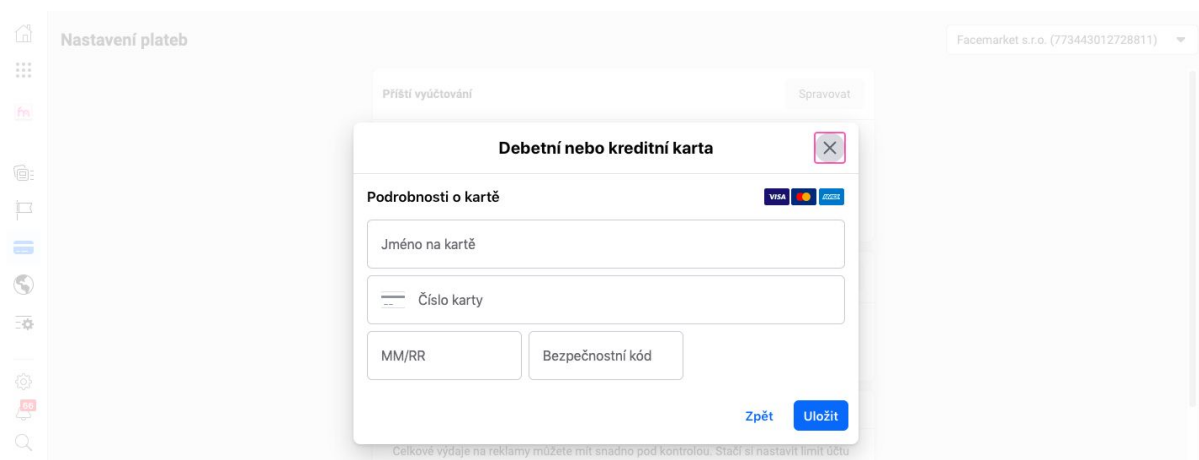 Nastavení plateb
Facemarket s.r.o. (773443012728811)
fm
Příští vyúčtování
Spravovat
Debetní nebo kreditní karta
Podrobnosti o kartě
VISA
Jméno na kartě
Číslo karty
MM/RR
Bezpečnostní kód
66
Zpět
Uložit
Celkové výdaje na reklamy můžete mít snadno pod kontrolou. Stačí si nastavit limit účtu